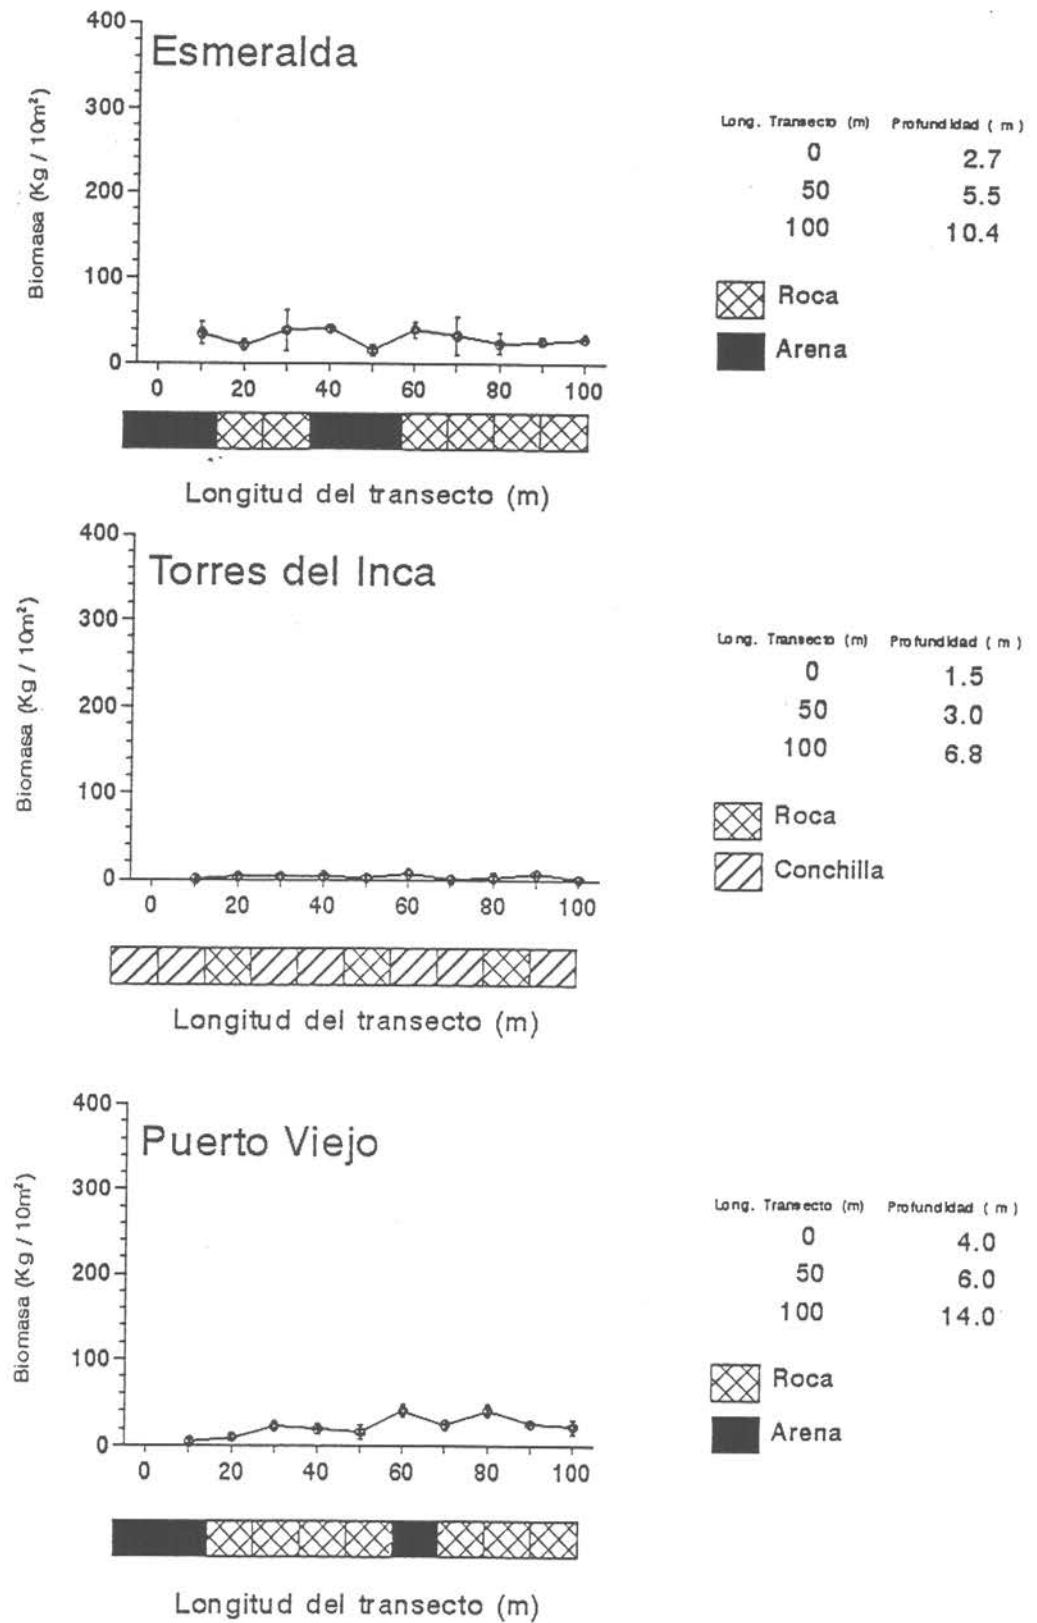 Esmeralda
Biomasa (Kg / 10m²)
400
300
200
100
0
0 20 40 60 80 100
Longitud del transecto (m)
Long. Transecto (m) Profundidad ( m )
0 2.7
50 5.5
100 10.4
Roca
Arena
Torres del Inca
Biomasa (Kg / 10m²)
400
300
200
100
0
0 20 40 60 80 100
Longitud del transecto (m)
Long. Transecto (m) Profundidad ( m )
0 1.5
50 3.0
100 6.8
Roca
Conchilla
Puerto Viejo
Biomasa (Kg / 10m²)
400
300
200
100
0
0 20 40 60 80 100
Longitud del transecto (m)
Long. Transecto (m) Profundidad ( m )
0 4.0
50 6.0
100 14.0
Roca
Arena